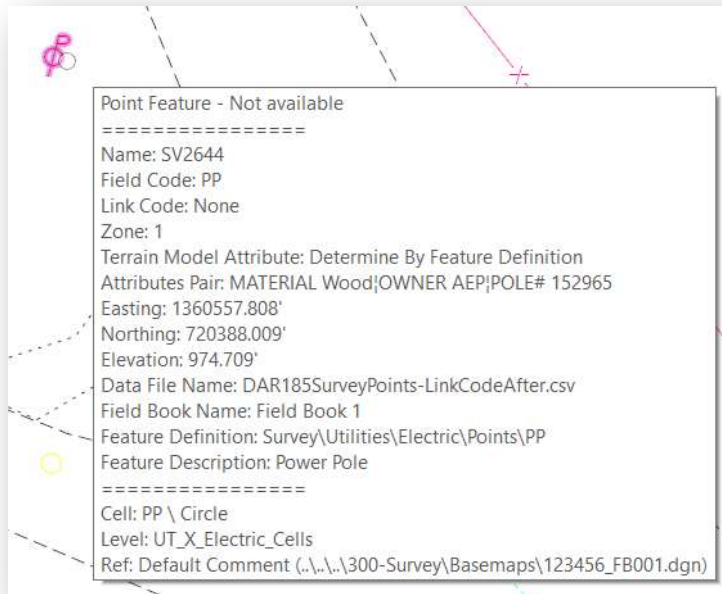 P
Point Feature - Not available
================
Name: SV2644
Field Code: PP
Link Code: None
Zone: 1
Terrain Model Attribute: Determine By Feature Definition
Attributes Pair: MATERIAL Wood¦OWNER AEP¦POLE# 152965
Easting: 1360557.808'
Northing: 720388.009'
Elevation: 974.709'
Data File Name: DAR185SurveyPoints-LinkCodeAfter.csv
Field Book Name: Field Book 1
Feature Definition: Survey\Utilities\Electric\Points\PP
Feature Description: Power Pole
================
Cell: PP \ Circle
Level: UT_X_Electric_Cells
Ref: Default Comment (..\..\..\300-Survey\Basemaps\123456_FB001.dgn)